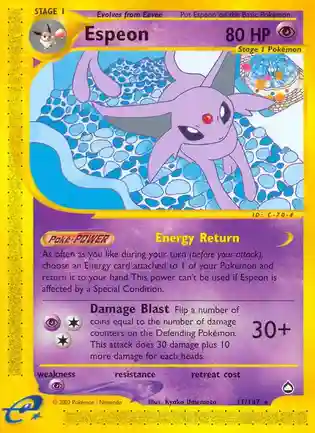 STAGE 1 Evolves from Eevee Put Espeon on the Basic Pokémon
Espeon 80 HP
Stage 1 Pokémon
ID: C-70-#
Poké-POWER Energy Return
As often as you like during your turn (before your attack),
choose an Energy card attached to 1 of your Pokémon and
return it to your hand. This power can't be used if Espeon is
affected by a Special Condition.
Damage Blast Flip a number of
coins equal to the number of damage
counters on the Defending Pokémon.
This attack does 30 damage plus 10
more damage for each heads.
30+
weakness resistance retreat cost
e
©2002 Pokémon / Nintendo Illus. Kyoko Umemoto 11/147 ★